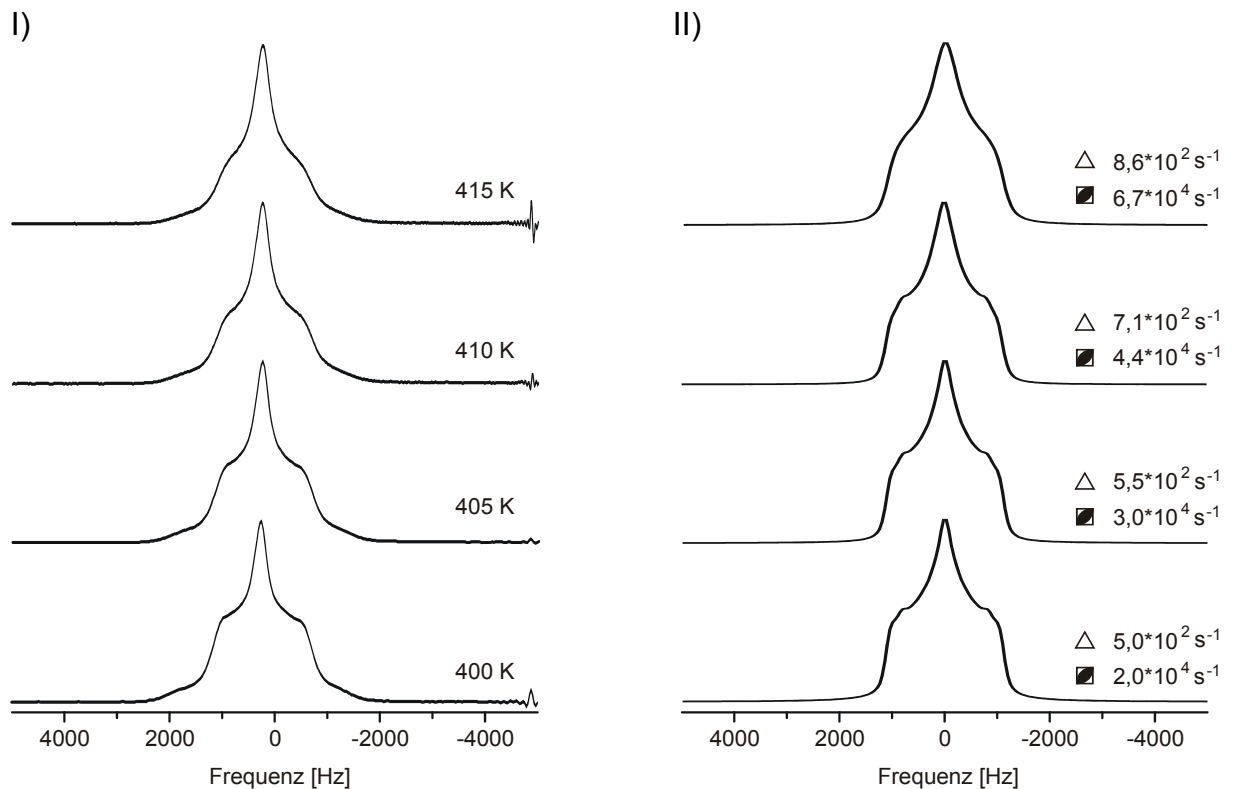 I)
II)
415 K
8,6*10² s⁻¹
6,7*10⁴ s⁻¹
410 K
7,1*10² s⁻¹
4,4*10⁴ s⁻¹
405 K
5,5*10² s⁻¹
3,0*10⁴ s⁻¹
400 K
5,0*10² s⁻¹
2,0*10⁴ s⁻¹
4000 2000 0 -2000 -4000
4000 2000 0 -2000 -4000
Frequenz [Hz]
Frequenz [Hz]